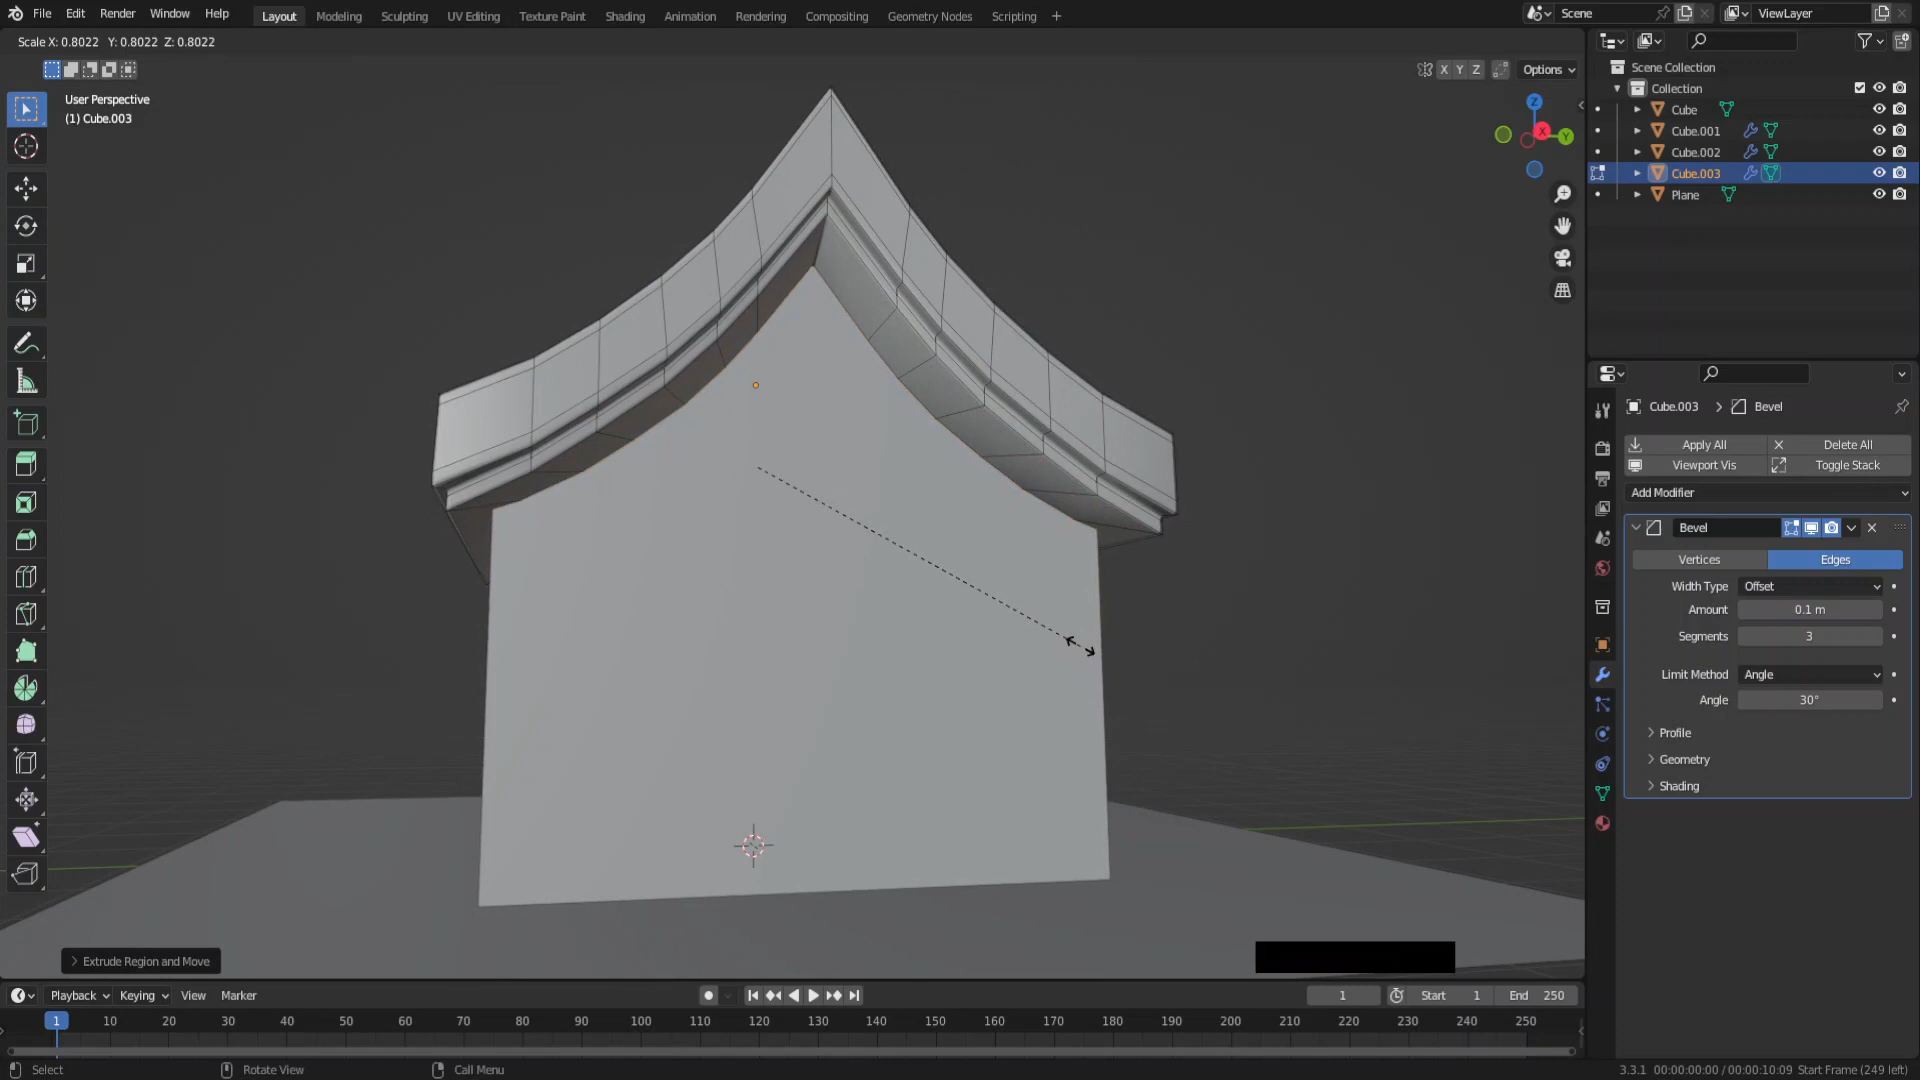 File Edit Render Window Help Layout Modeling Sculpting UV Editing Texture Paint Shading Animation Rendering Compositing Geometry Nodes Scripting Scene ViewLayer
Scale X: 0.8022 Y: 0.8022 Z: 0.8022
X Y Z Options
User Perspective
(1) Cube.003
Z
X
Y
Scene Collection
Collection
Cube
Cube.001
Cube.002
Cube.003
Plane
Cube.003 > Bevel
Apply All Delete All
Viewport Vis Toggle Stack
Add Modifier
Bevel
Vertices Edges
Width Type Offset
Amount 0.1 m
Segments 3
Limit Method Angle
Angle 30°
Profile
Geometry
Shading
Extrude Region and Move
Playback Keying View Marker 1 Start 1 End 250
1 10 20 30 40 50 60 70 80 90 100 110 120 130 140 150 160 170 180 190 200 210 220 230 240 250
Select Rotate View Call Menu 3.3.1 00:00:00:00 / 00:00:10:09 Start Frame (249 left)